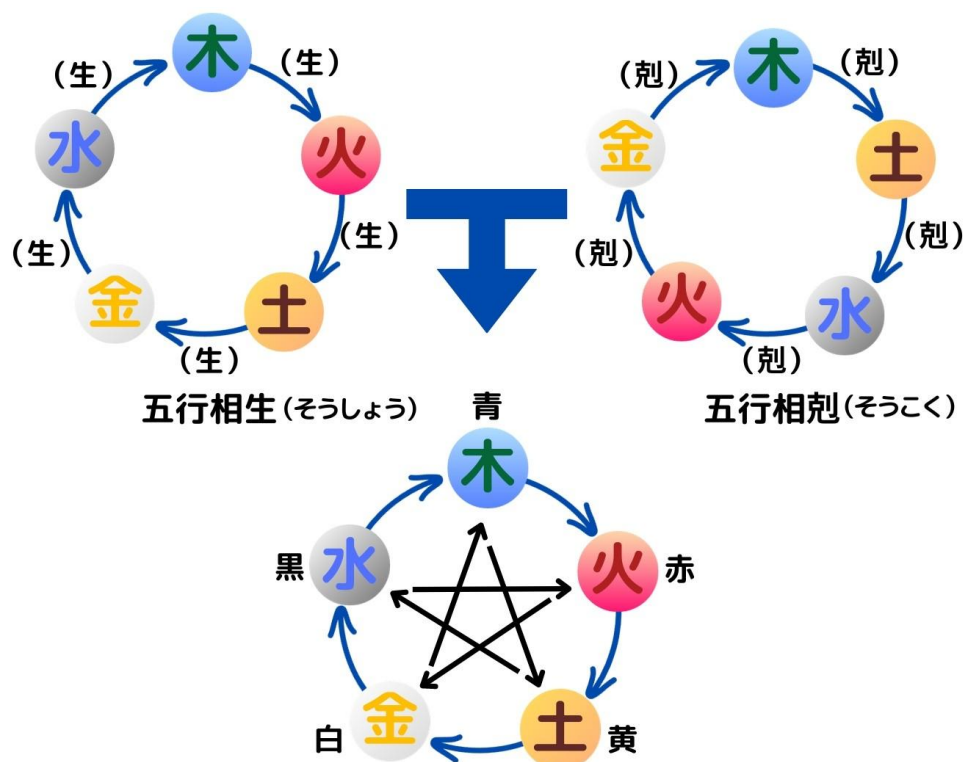 木
(生)
火
(生)
土
(生)
金
(生)
水
(生)
五行相生(そうしょう)
木
(剋)
土
(剋)
水
(剋)
火
(剋)
金
(剋)
五行相剋(そうこく)
青
木
火
赤
土
黄
金
白
水
黒